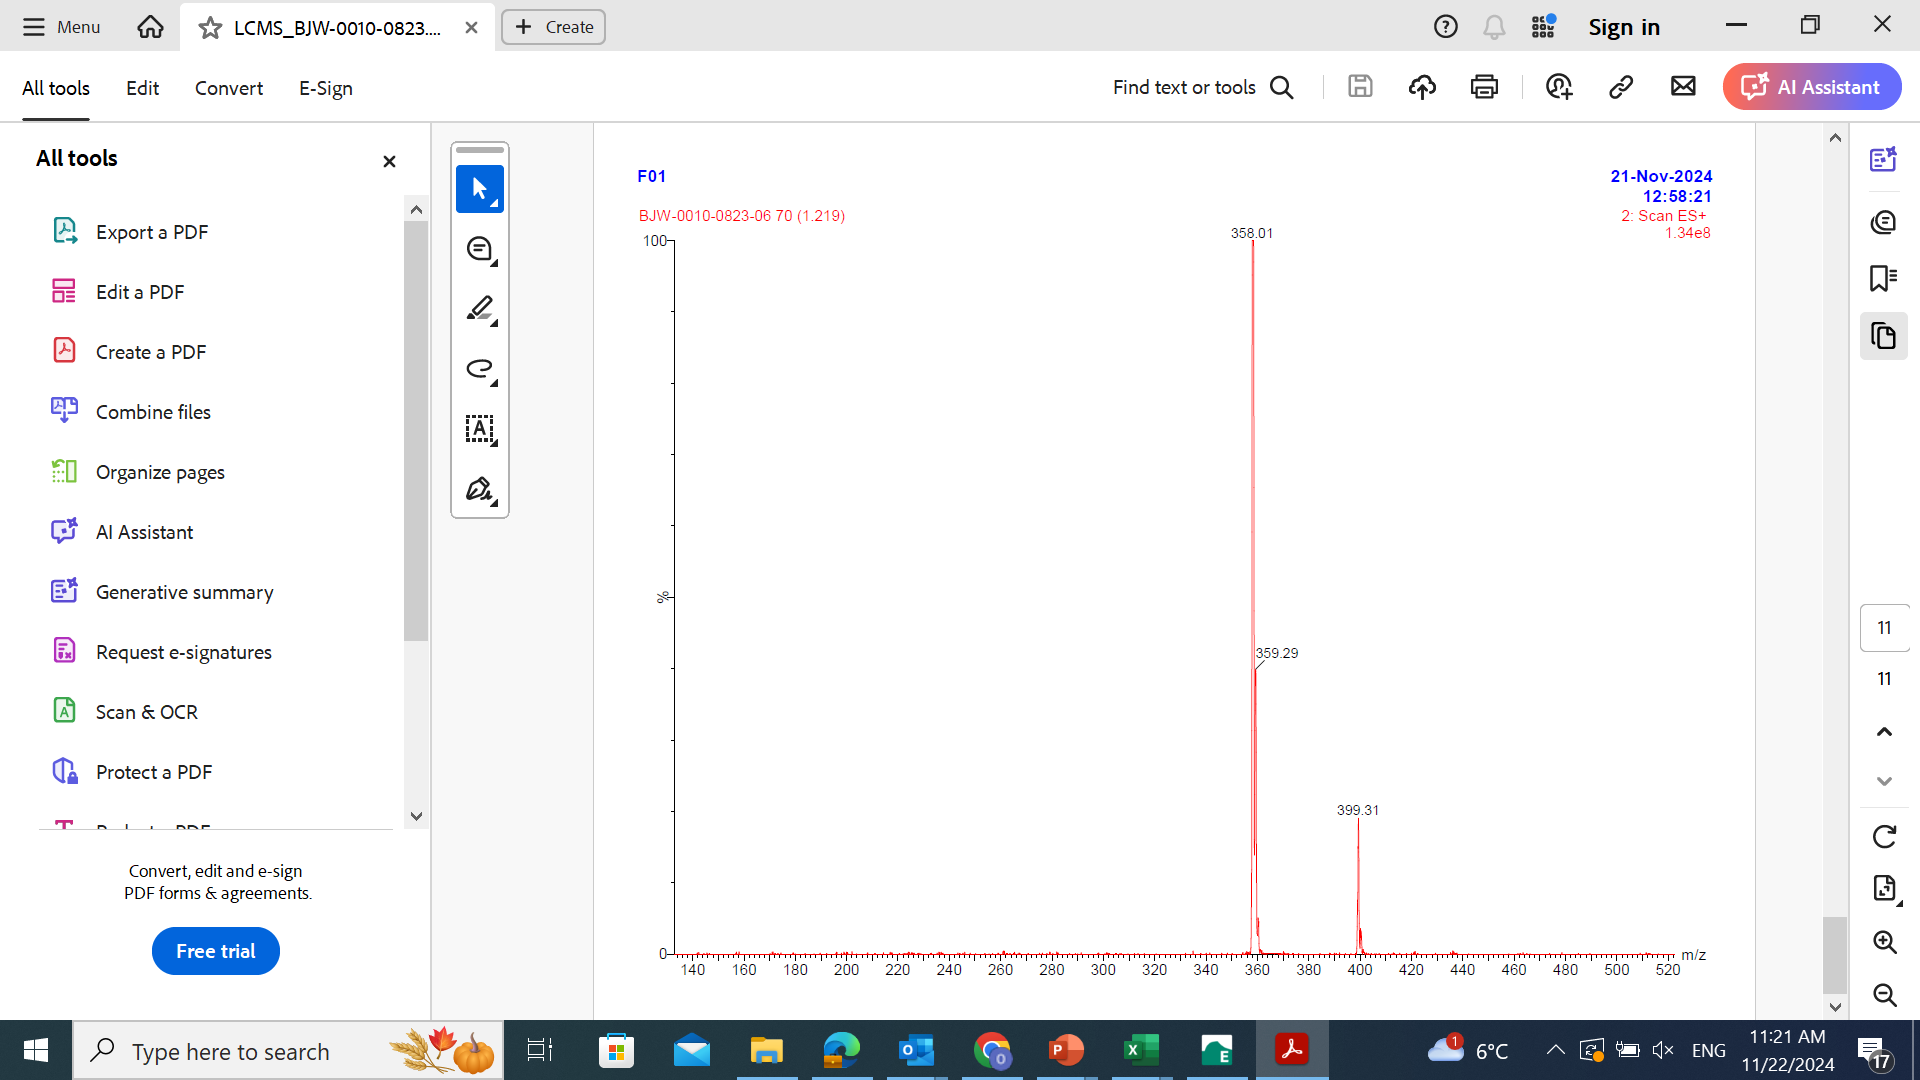 Menu
LCMS_BJW-0010-0823....
Create
Sign in
All tools
Edit
Convert
E-Sign
Find text or tools
AI Assistant
All tools
Export a PDF
Edit a PDF
Create a PDF
Combine files
Organize pages
AI Assistant
Generative summary
Request e-signatures
Scan & OCR
Protect a PDF
Convert, edit and e-sign
PDF forms & agreements.
Free trial
F01
21-Nov-2024
12:58:21
BJW-0010-0823-06 70 (1.219)
2: Scan ES+
1.34e8
100
358.01
%
359.29
399.31
0
m/z
140 160 180 200 220 240 260 280 300 320 340 360 380 400 420 440 460 480 500 520
11
11
Type here to search
1
6°C
ENG
11:21 AM
11/22/2024
17